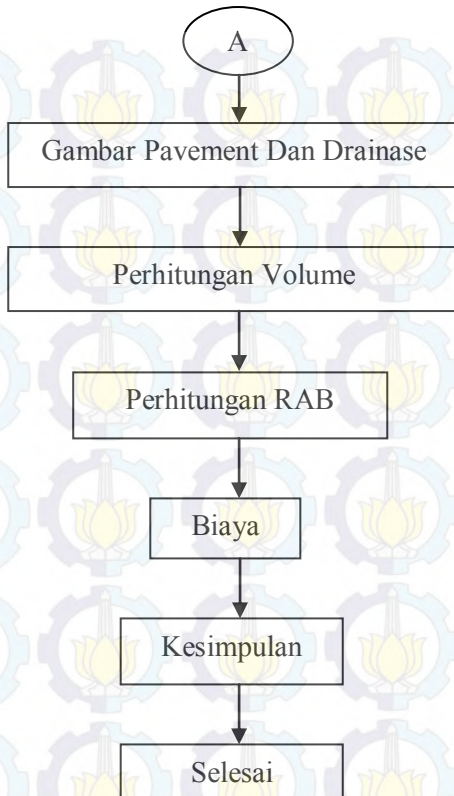 A
Gambar Pavement Dan Drainase
Perhitungan Volume
Perhitungan RAB
Biaya
Kesimpulan
Selesai